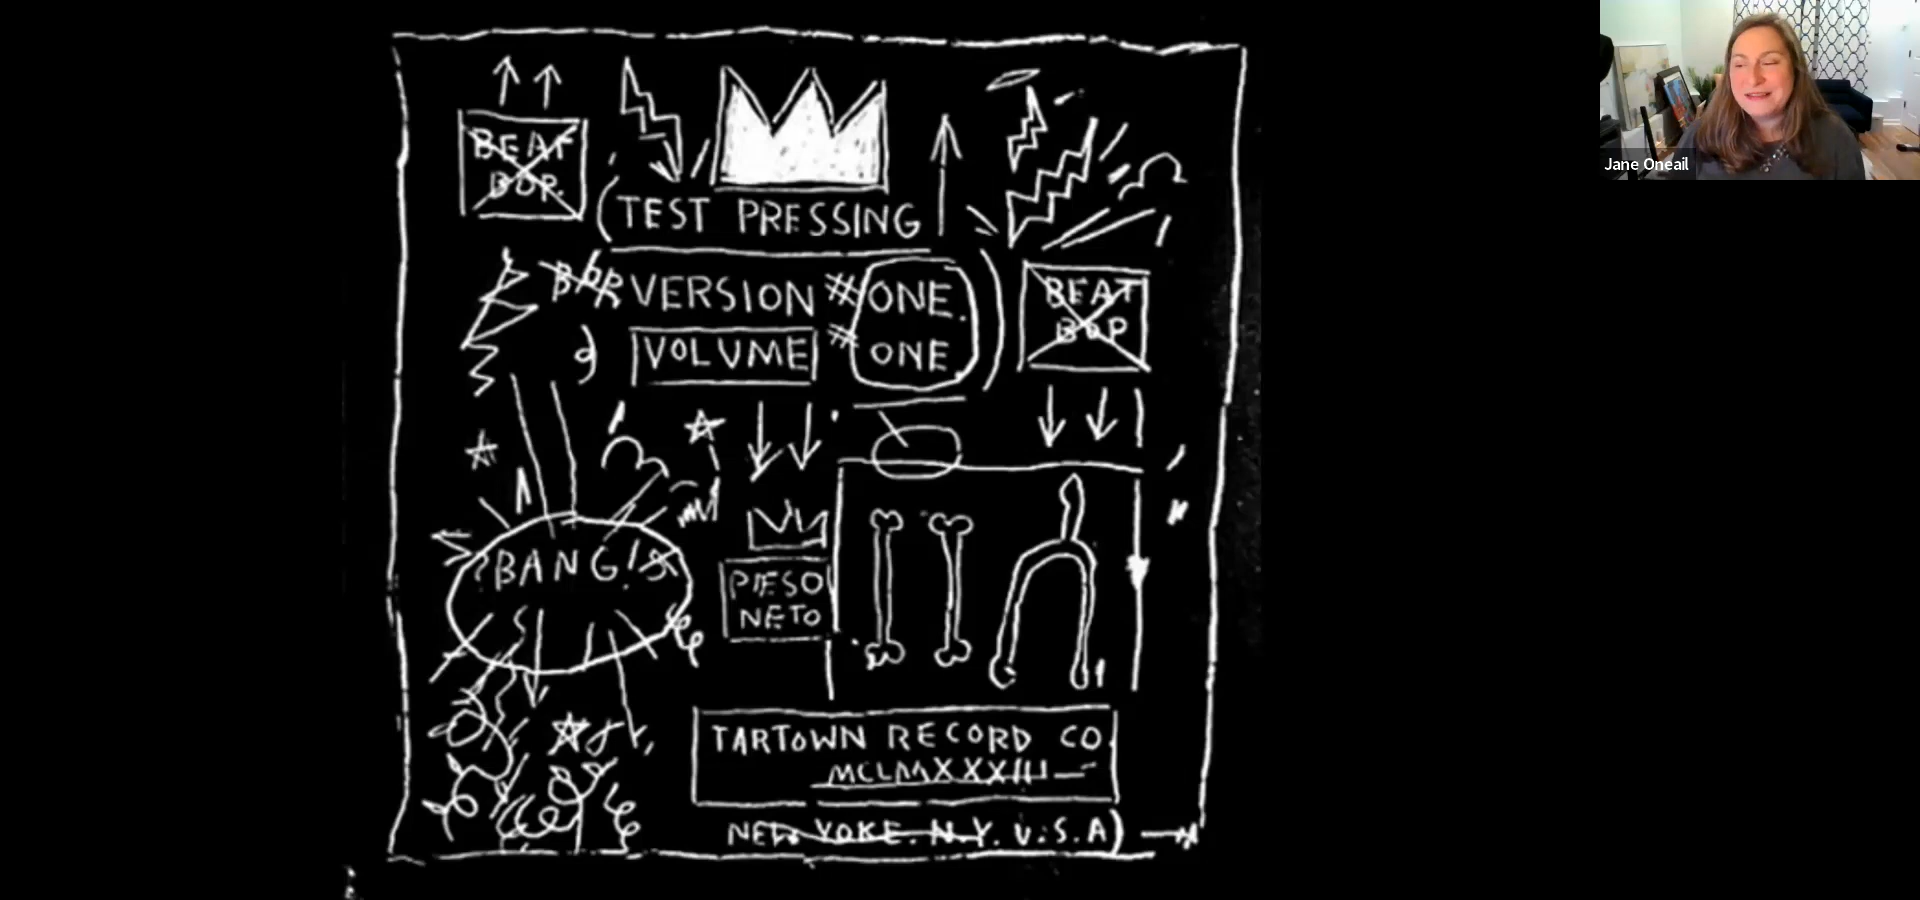 BEAT
BOP.
(TEST PRESSING
VERSION # ONE.
VOLUME # ONE
BEAT
BOP
BANG!
PIESO
NETO
TARTOWN RECORD CO.
MCLMXXXIII
NEW YOKE. N.Y. U.S.A)
Jane Oneail